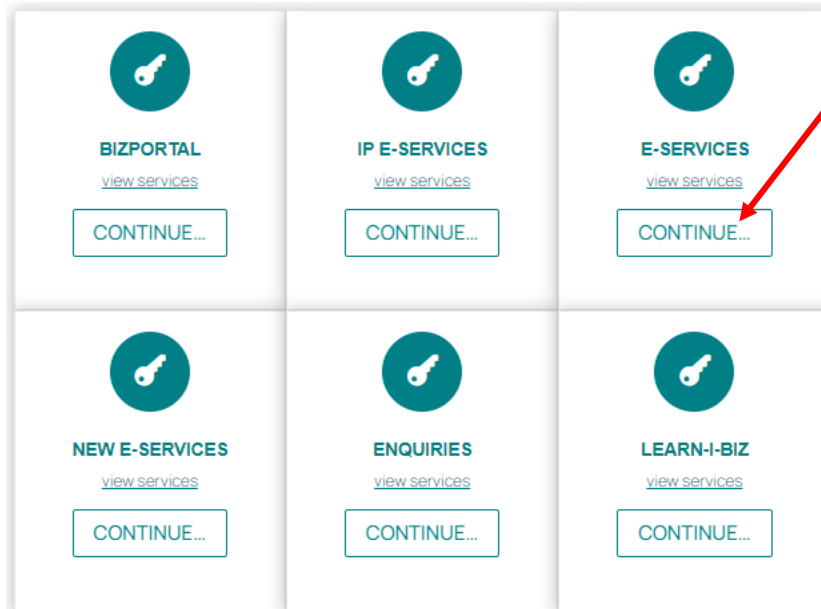 BIZPORTAL
view services
CONTINUE...
IP E-SERVICES
view services
CONTINUE...
E-SERVICES
view services
CONTINUE...
NEW E-SERVICES
view services
CONTINUE...
ENQUIRIES
view services
CONTINUE...
LEARN-I-BIZ
view services
CONTINUE...